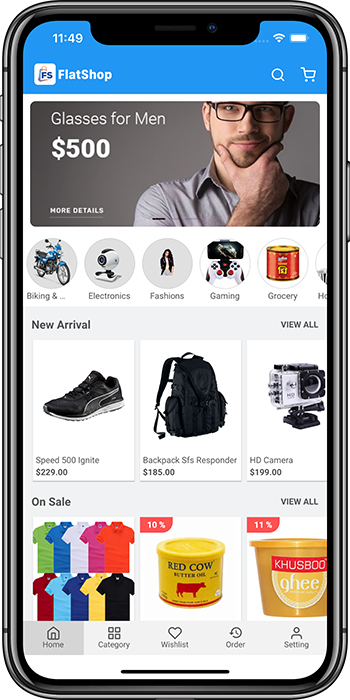 11:49
FS FlatShop
Glasses for Men
$500
MORE DETAILS
Biking & ...
Electronics
Fashions
Gaming
Grocery
Ho
New Arrival
VIEW ALL
HD
Speed 500 Ignite
$229.00
Backpack Sfs Responder
$185.00
HD Camera
$199.00
On Sale
VIEW ALL
10 %
RED COW
BUTTER OIL
11 %
KHUSBOO
ghee
Home
Category
Wishlist
Order
Setting